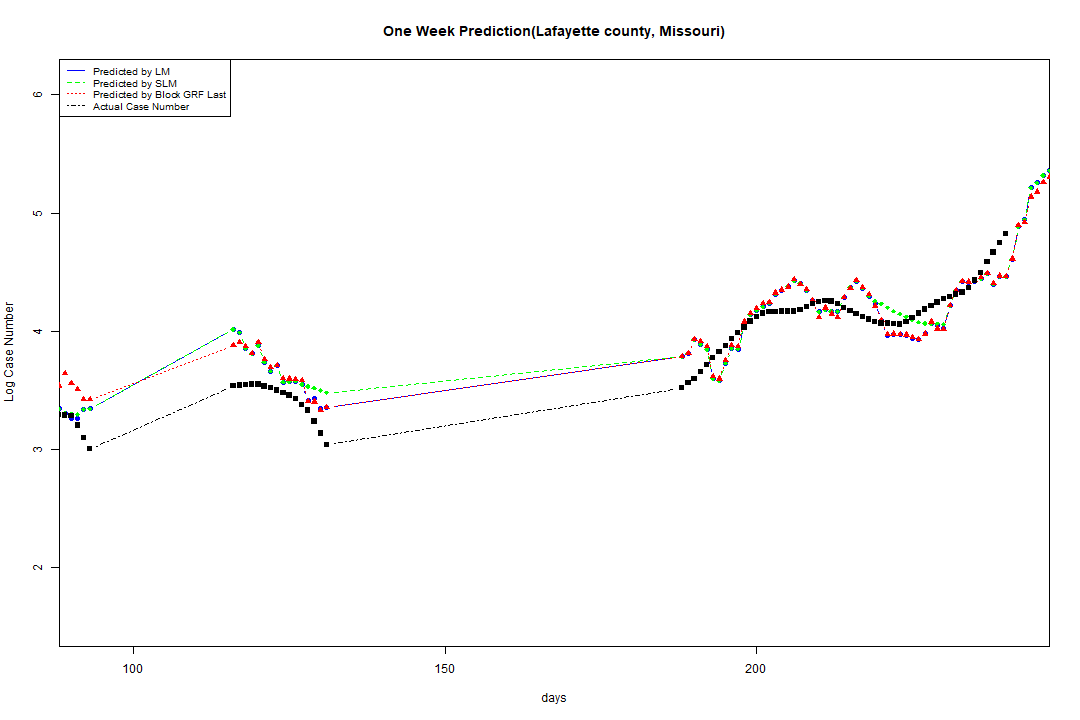 One Week Prediction(Lafayette county, Missouri)
Predicted by LM
Predicted by SLM
Predicted by Block GRF Last
Actual Case Number
6
5
4
3
2
Log Case Number
100
150
200
days